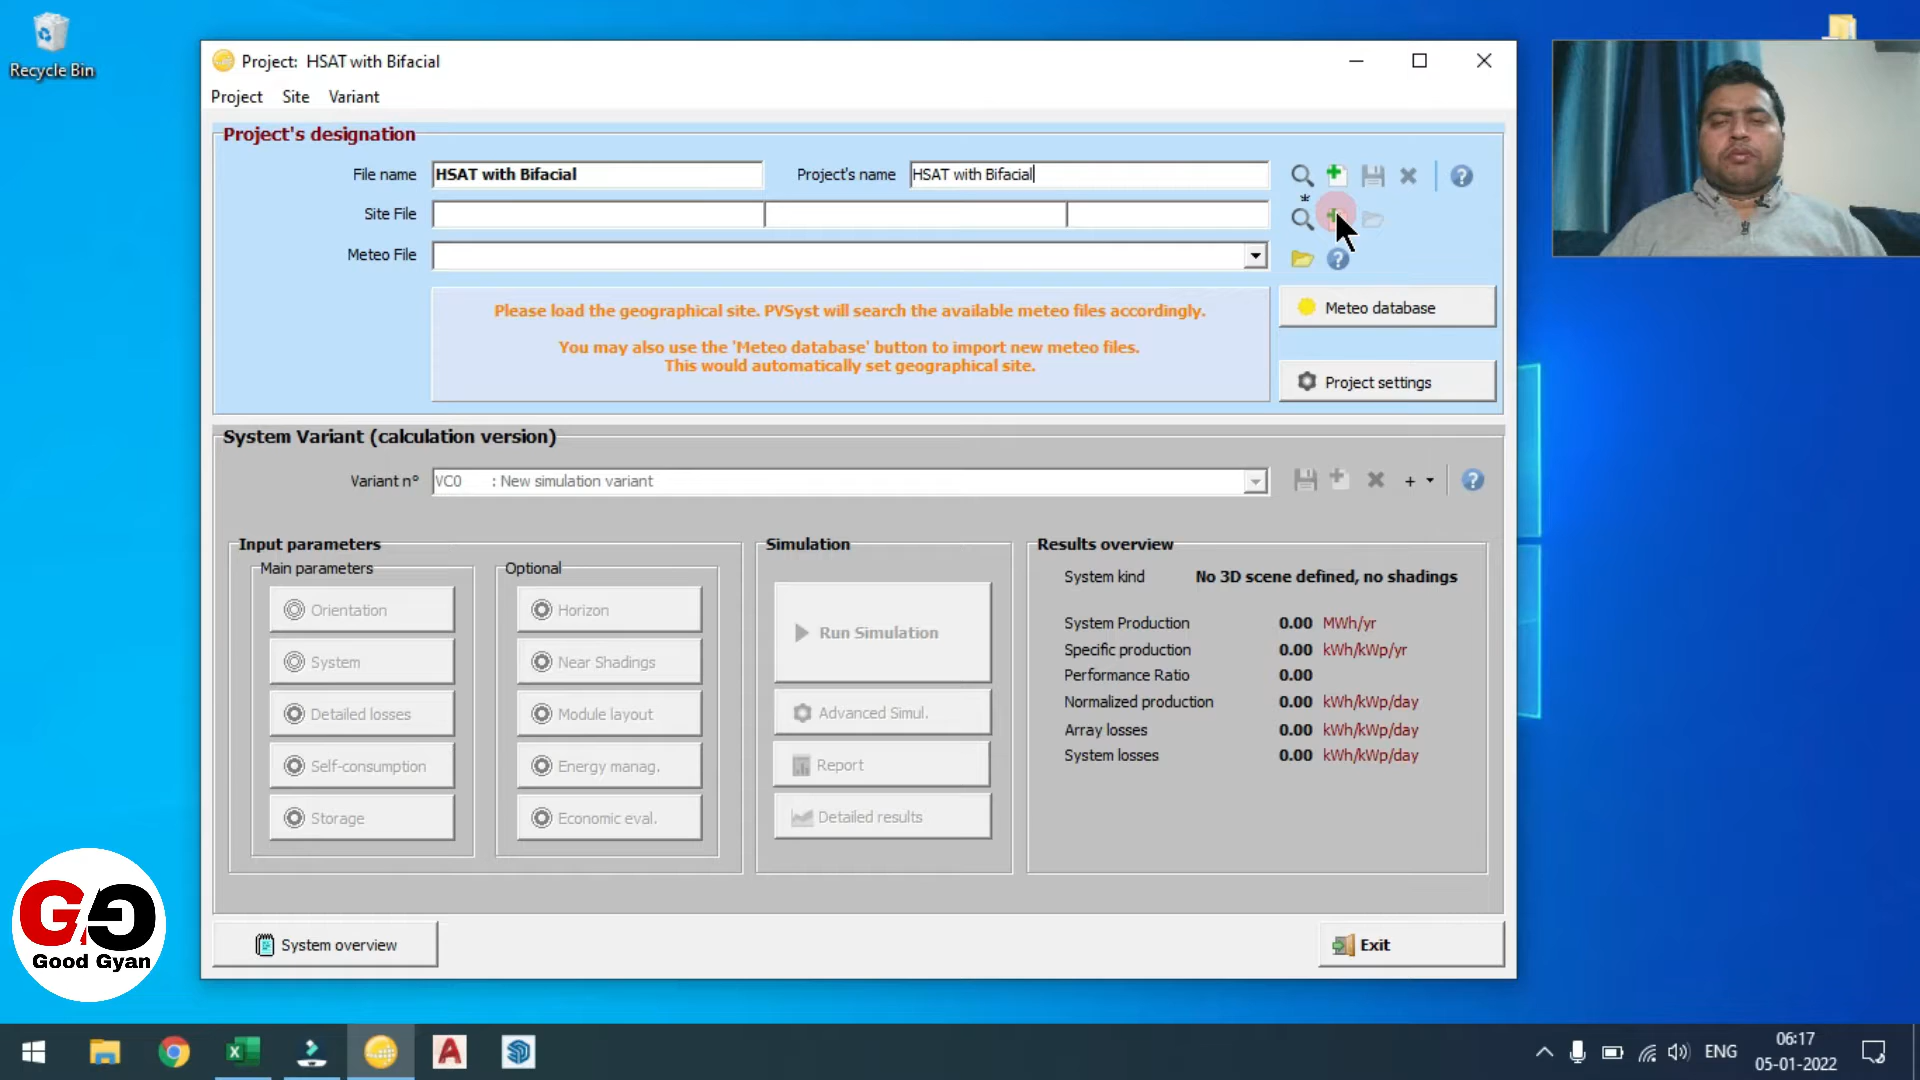 Recycle Bin
Project: HSAT with Bifacial
Project Site Variant
Project's designation
File name HSAT with Bifacial Project's name HSAT with Bifacial
Site File
Meteo File
Please load the geographical site. PVSyst will search the available meteo files accordingly.
You may also use the 'Meteo database' button to import new meteo files.
This would automatically set geographical site.
Meteo database
Project settings
System Variant (calculation version)
Variant n° VC0 : New simulation variant
Input parameters
Main parameters
Orientation
System
Detailed losses
Self-consumption
Storage
Optional
Horizon
Near Shadings
Module layout
Energy manag.
Economic eval.
Simulation
Run Simulation
Advanced Simul.
Report
Detailed results
Results overview
System kind No 3D scene defined, no shadings
System Production 0.00 MWh/yr
Specific production 0.00 kWh/kWp/yr
Performance Ratio 0.00
Normalized production 0.00 kWh/kWp/day
Array losses 0.00 kWh/kWp/day
System losses 0.00 kWh/kWp/day
System overview
Exit
GG
Good Gyan
ENG
06:17
05-01-2022